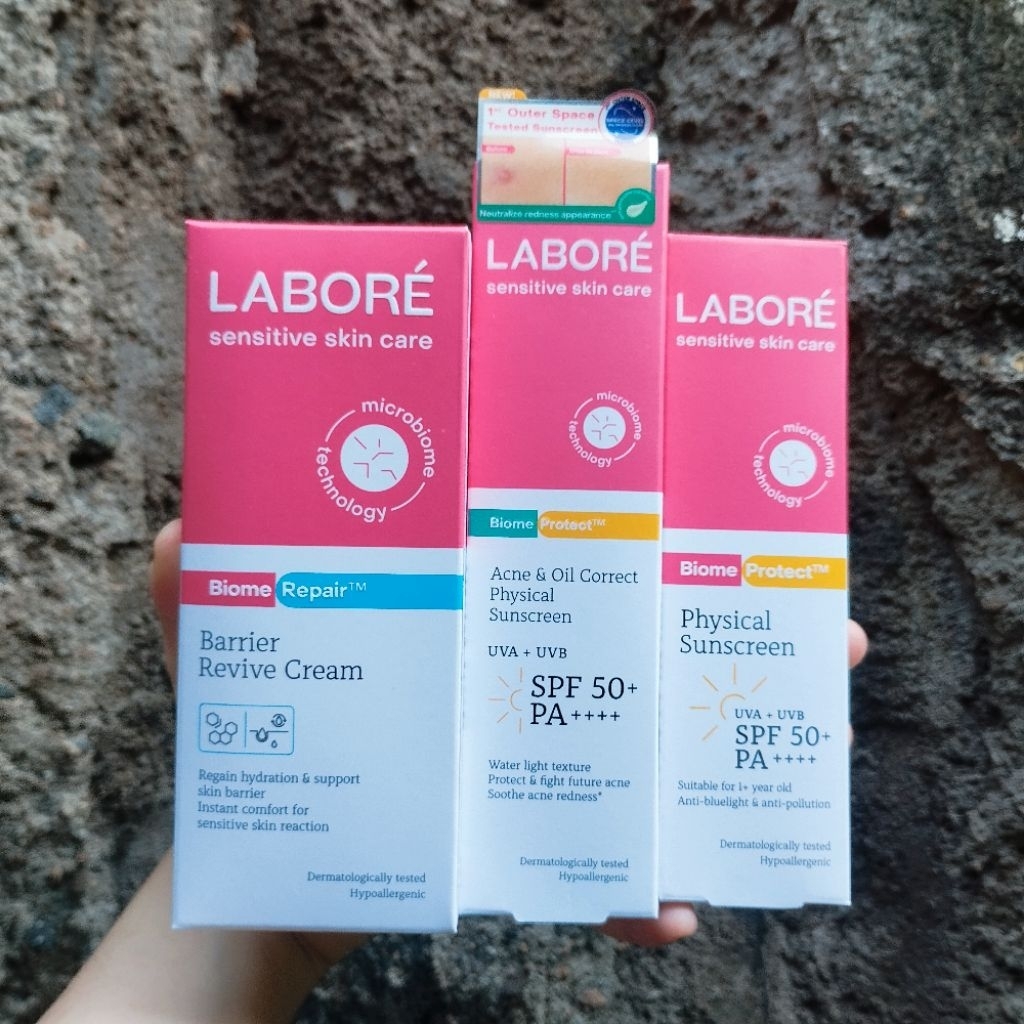 LABORÉ
sensitive skin care
microbiome
technology
Biome Repair™
Barrier
Revive Cream
Regain hydration & support
skin barrier
Instant comfort for
sensitive skin reaction
Dermatologically tested
Hypoallergenic
NEW!
1st Outer Space
Tested Sunscreen
Neutralize redness appearance
LABORÉ
sensitive skin care
microbiome
technology
Biome Protect™
Acne & Oil Correct
Physical
Sunscreen
UVA + UVB
SPF 50+
PA++++
Water light texture
Protect & fight future acne
Soothe acne redness*
Dermatologically tested
Hypoallergenic
LABORÉ
sensitive skin care
microbiome
technology
Biome Protect™
Physical
Sunscreen
UVA + UVB
SPF 50+
PA++++
Suitable for 1+ year old
Anti-bluelight & anti-pollution
Dermatologically tested
Hypoallergenic